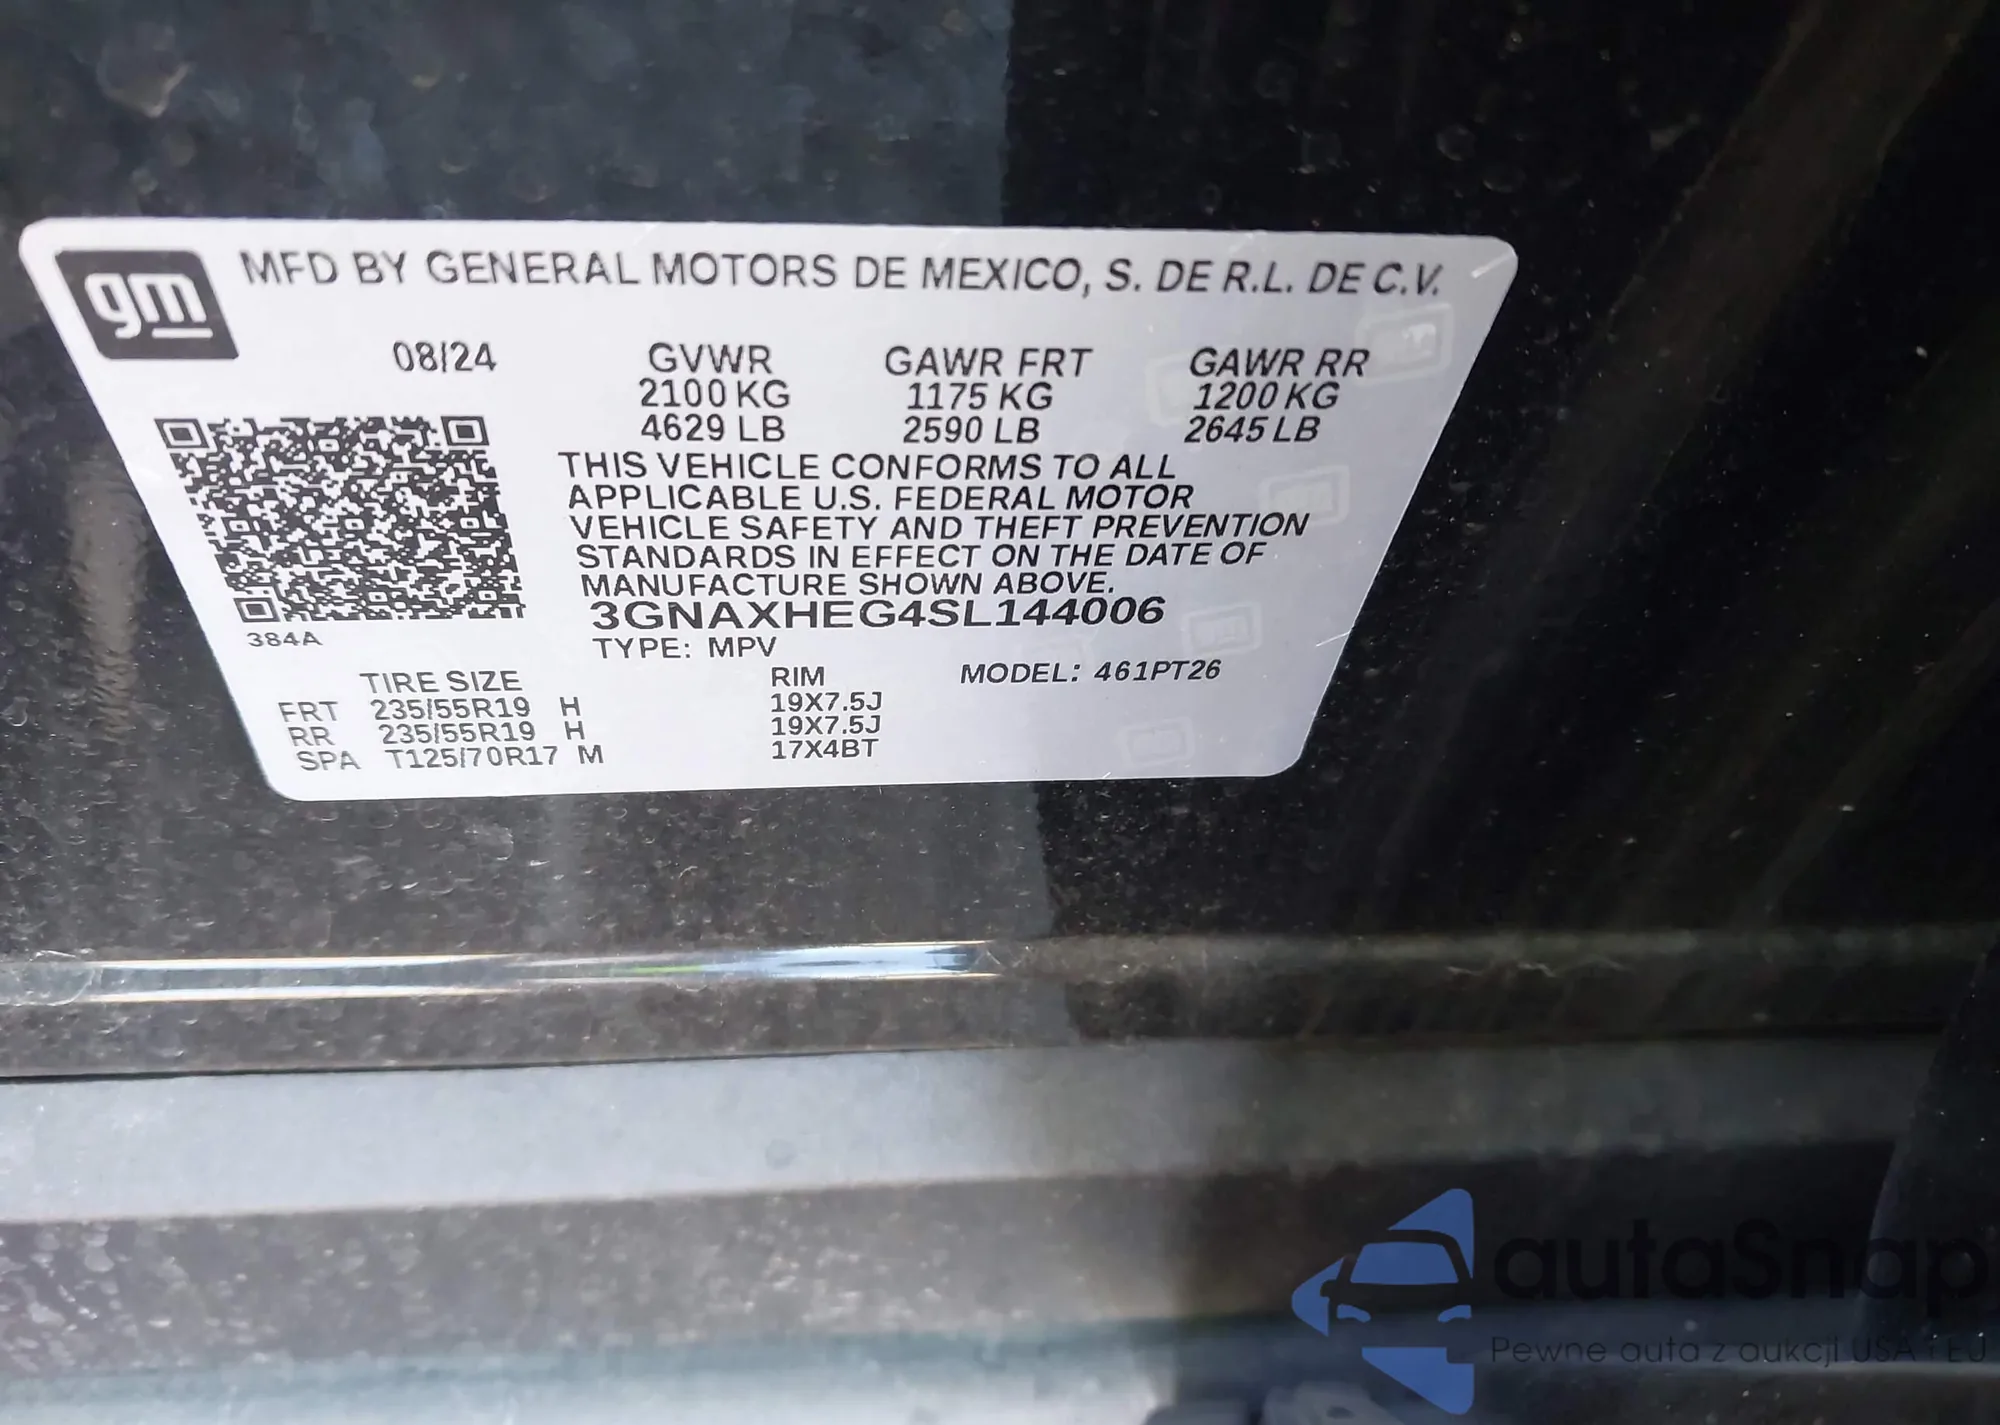 gm
MFD BY GENERAL MOTORS DE MEXICO, S. DE R.L. DE C.V.
08/24 GVWR GAWR FRT GAWR RR
2100 KG 1175 KG 1200 KG
4629 LB 2590 LB 2645 LB
THIS VEHICLE CONFORMS TO ALL
APPLICABLE U.S. FEDERAL MOTOR
VEHICLE SAFETY AND THEFT PREVENTION
STANDARDS IN EFFECT ON THE DATE OF
MANUFACTURE SHOWN ABOVE.
3GNAXHEG4SL144006
384A
TYPE: MPV
TIRE SIZE RIM MODEL: 461PT26
FRT 235/55R19 H 19X7.5J
RR 235/55R19 H 19X7.5J
SPA T125/70R17 M 17X4BT
autaSnap
Pewne auta z aukcji USA i EU